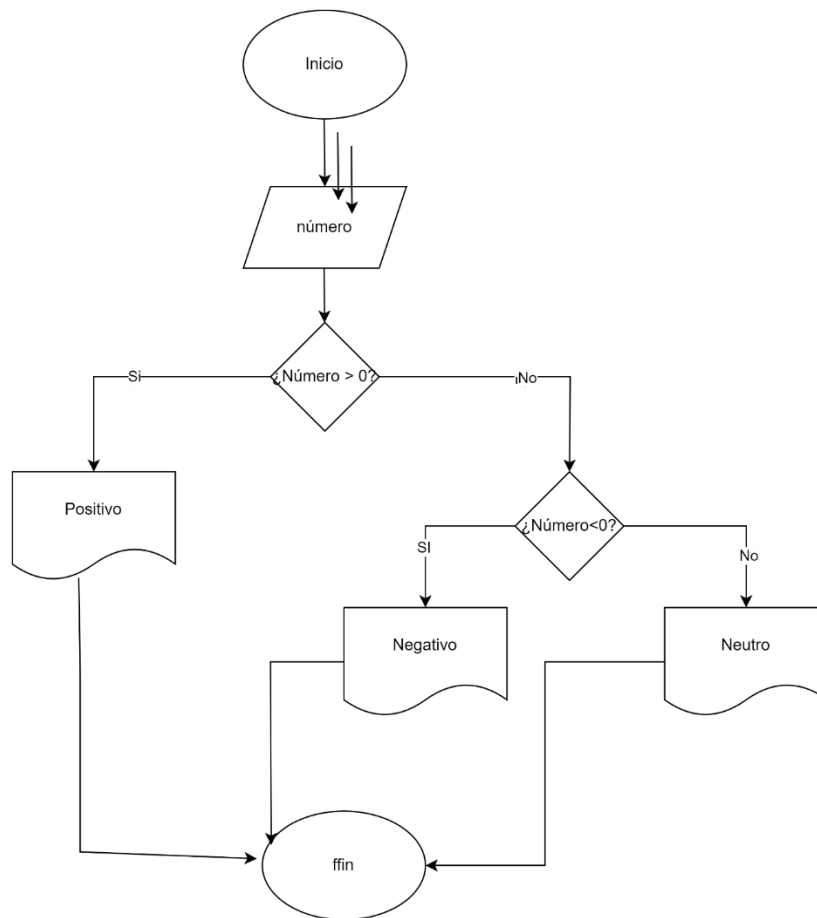 Inicio
número
¿Número > 0?
Si
No
Positivo
¿Número<0?
SI
No
Negativo
Neutro
ffin